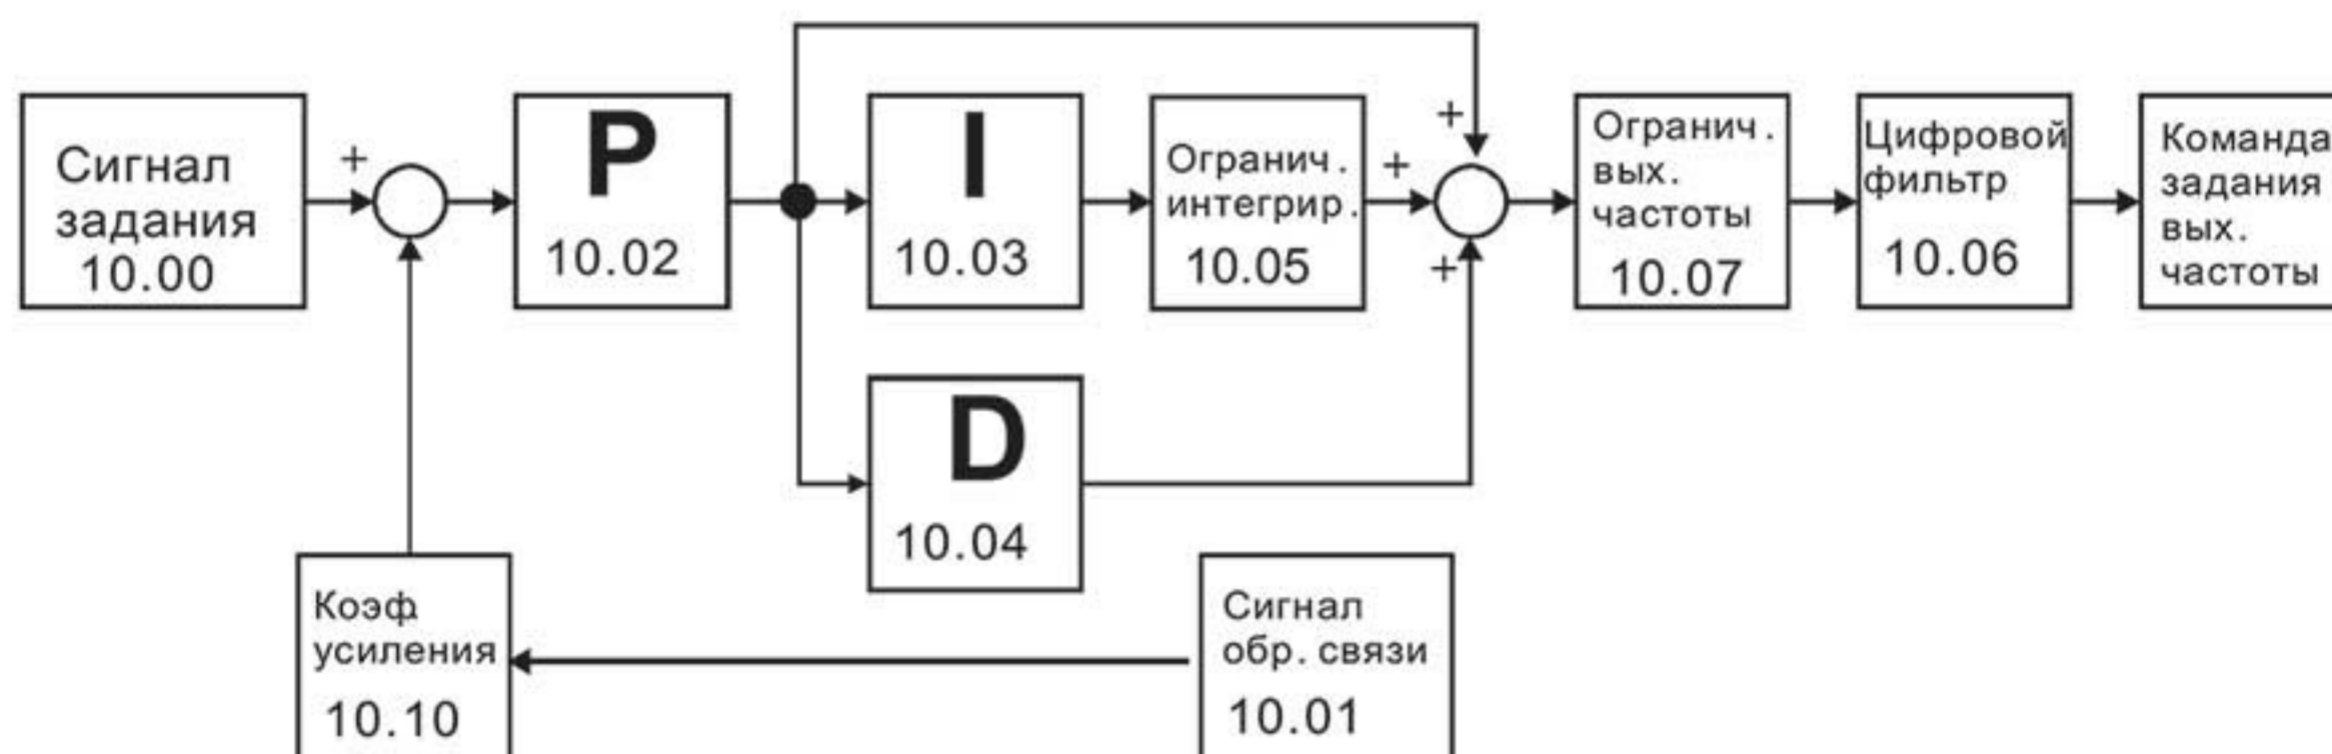 Сигнал
задания
10.00
+
P
10.02
I
10.03
Огранич.
интегрир.
10.05
+
+
+
Огранич.
вых.
частоты
10.07
Цифровой
фильтр
10.06
Команда
задания
вых.
частоты
D
10.04
Коэф
усиления
10.10
Сигнал
обр. связи
10.01